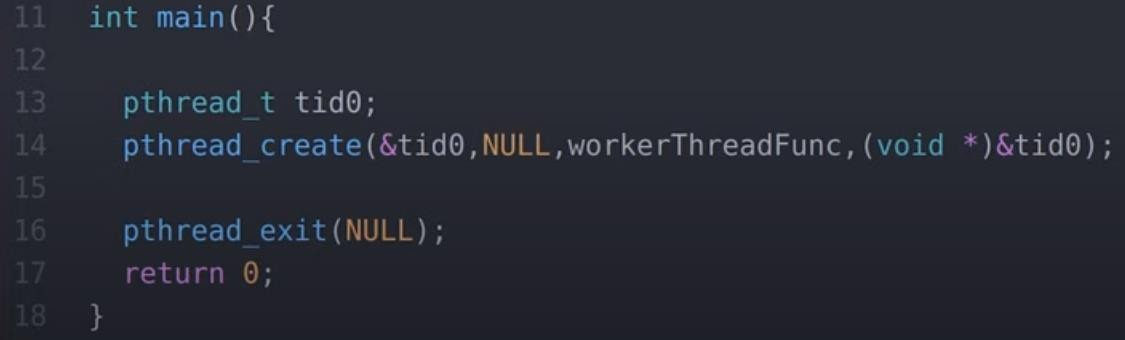 11 int main(){
12
13 pthread_t tid0;
14 pthread_create(&tid0,NULL,workerThreadFunc,(void *)&tid0);
15
16 pthread_exit(NULL);
17 return 0;
18 }